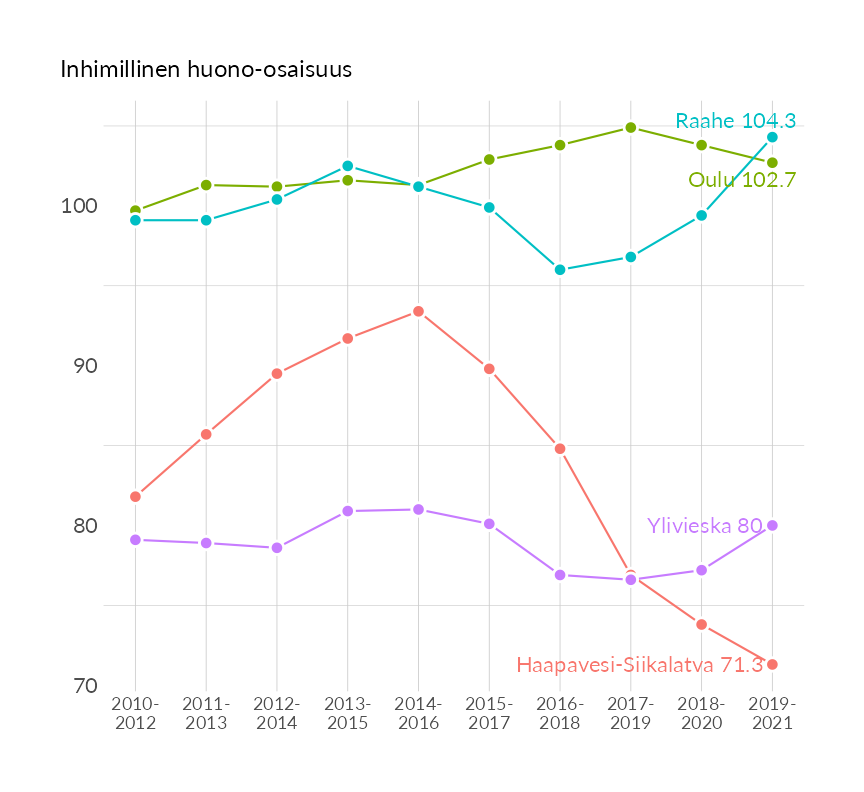 Inhimillinen huono-osaisuus
Raahe 104.3
Oulu 102.7
100
90
80
Ylivieska 80
Haapavesi-Siikalatva 71.3
70
2010- 2011- 2012- 2013- 2014- 2015- 2016- 2017- 2018- 2019-
2012 2013 2014 2015 2016 2017 2018 2019 2020 2021